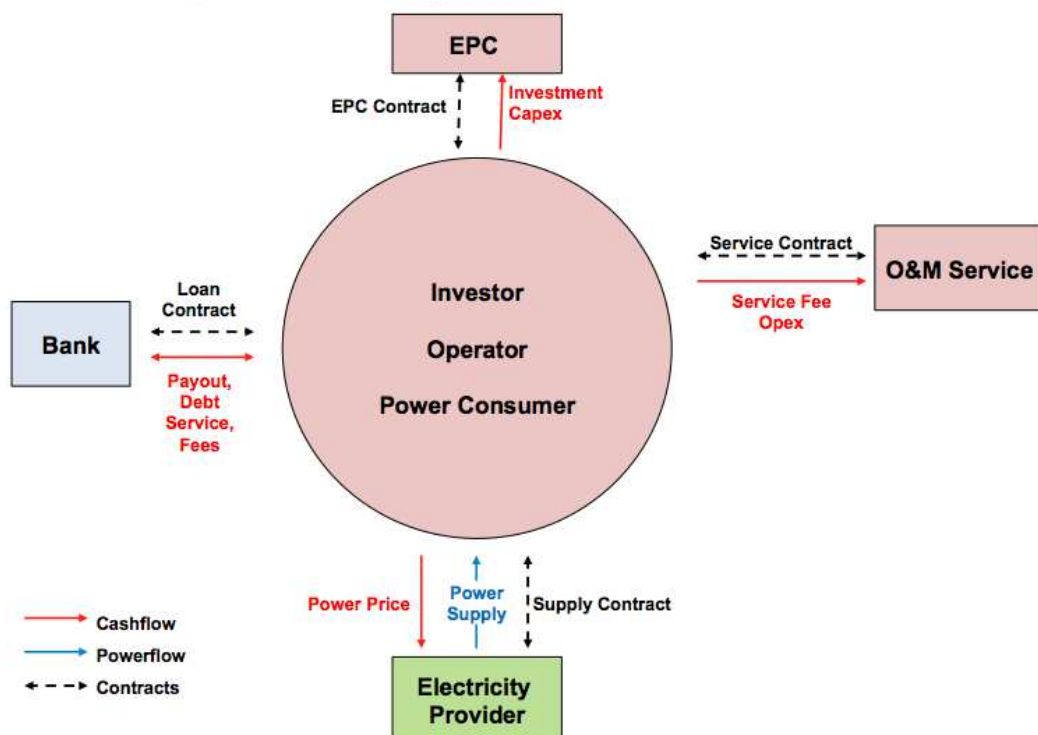 EPC
EPC Contract
Investment
Capex
Service Contract
O&M Service
Service Fee
Opex
Loan
Contract
Bank
Payout,
Debt
Service,
Fees
Investor
Operator
Power Consumer
Power Price
Power
Supply
Supply Contract
Cashflow
Powerflow
Contracts
Electricity
Provider